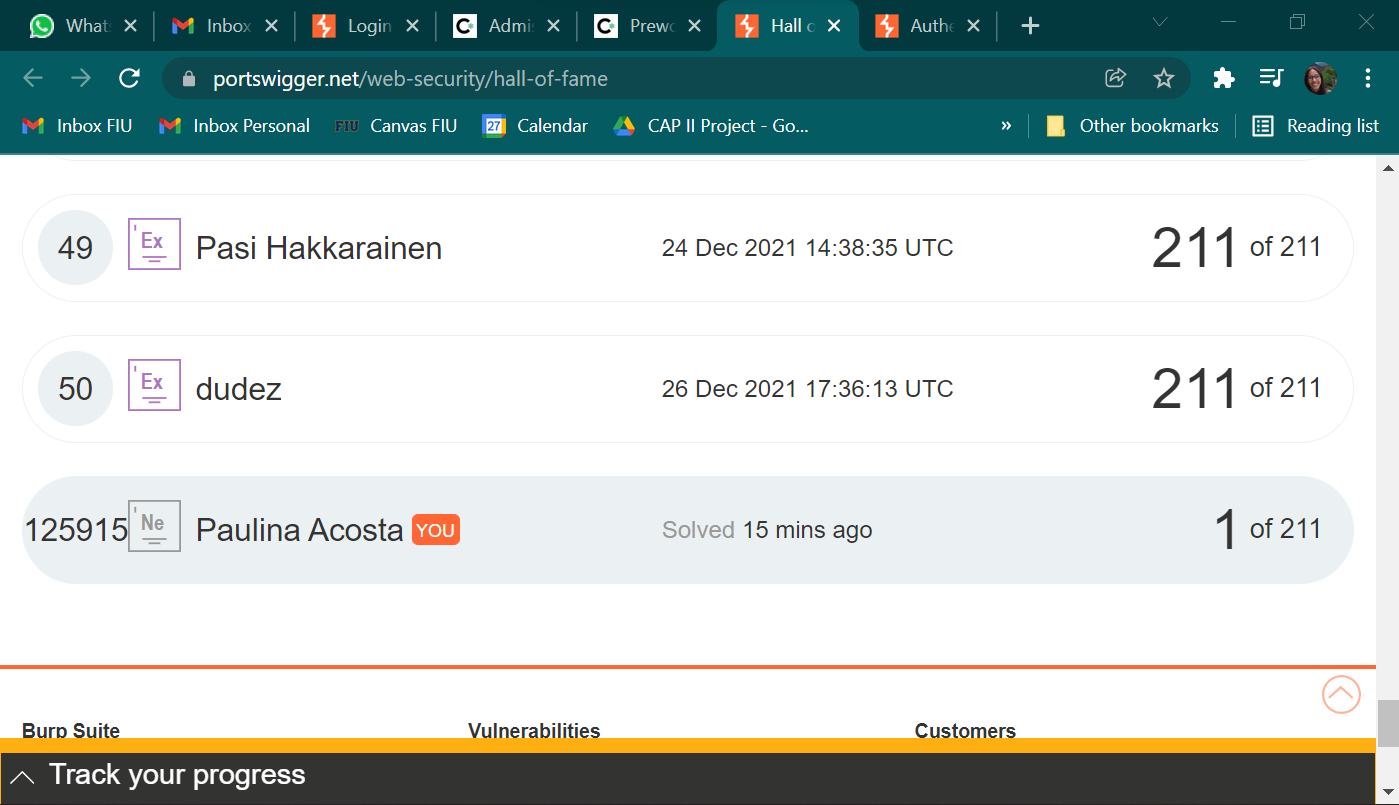 What Inbox Login Admi Prewo Hall o Authe
portswigger.net/web-security/hall-of-fame
Inbox FIU Inbox Personal FIU Canvas FIU 27 Calendar CAP II Project - Go... » Other bookmarks Reading list
49 'Ex Pasi Hakkarainen 24 Dec 2021 14:38:35 UTC 211 of 211
50 'Ex dudez 26 Dec 2021 17:36:13 UTC 211 of 211
125915 'Ne Paulina Acosta YOU Solved 15 mins ago 1 of 211
Burp Suite Vulnerabilities Customers
Track your progress